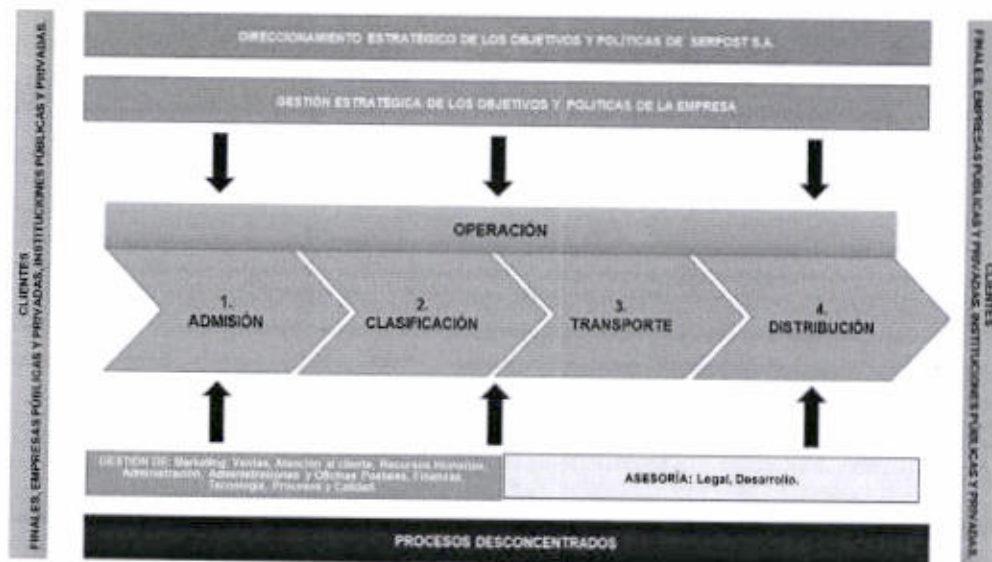 CLIENTES
FINALES, EMPRESAS PÚBLICAS Y PRIVADAS, INSTITUCIONES PÚBLICAS Y PRIVADAS.
DIRECCIONAMIENTO ESTRATÉGICO DE LOS OBJETIVOS Y POLÍTICAS DE SERPOST S.A.
GESTIÓN ESTRATÉGICA DE LOS OBJETIVOS Y POLITICAS DE LA EMPRESA
OPERACIÓN
1.
ADMISIÓN
2.
CLASIFICACIÓN
3.
TRANSPORTE
4.
DISTRIBUCIÓN
GESTIÓN DE: Marketing, Ventas, Atención al cliente, Recursos Humanos,
Administración, Administraciones y Oficinas Postales, Finanzas,
Tecnología, Procesos y Calidad.
ASESORÍA: Legal, Desarrollo.
PROCESOS DESCONCENTRADOS
CLIENTES
FINALES, EMPRESAS PÚBLICAS Y PRIVADAS, INSTITUCIONES PÚBLICAS Y PRIVADAS.